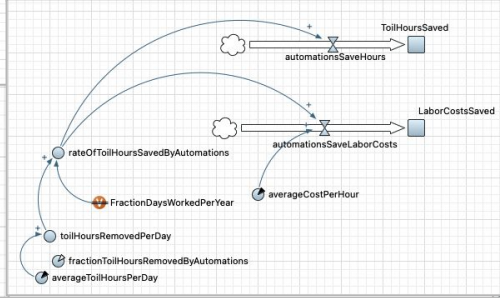 ToilHoursSaved
automationsSaveHours
LaborCostsSaved
automationsSaveLaborCosts
rateOfToilHoursSavedByAutomations
averageCostPerHour
FractionDaysWorkedPerYear
toilHoursRemovedPerDay
fractionToilHoursRemovedByAutomations
averageToilHoursPerDay